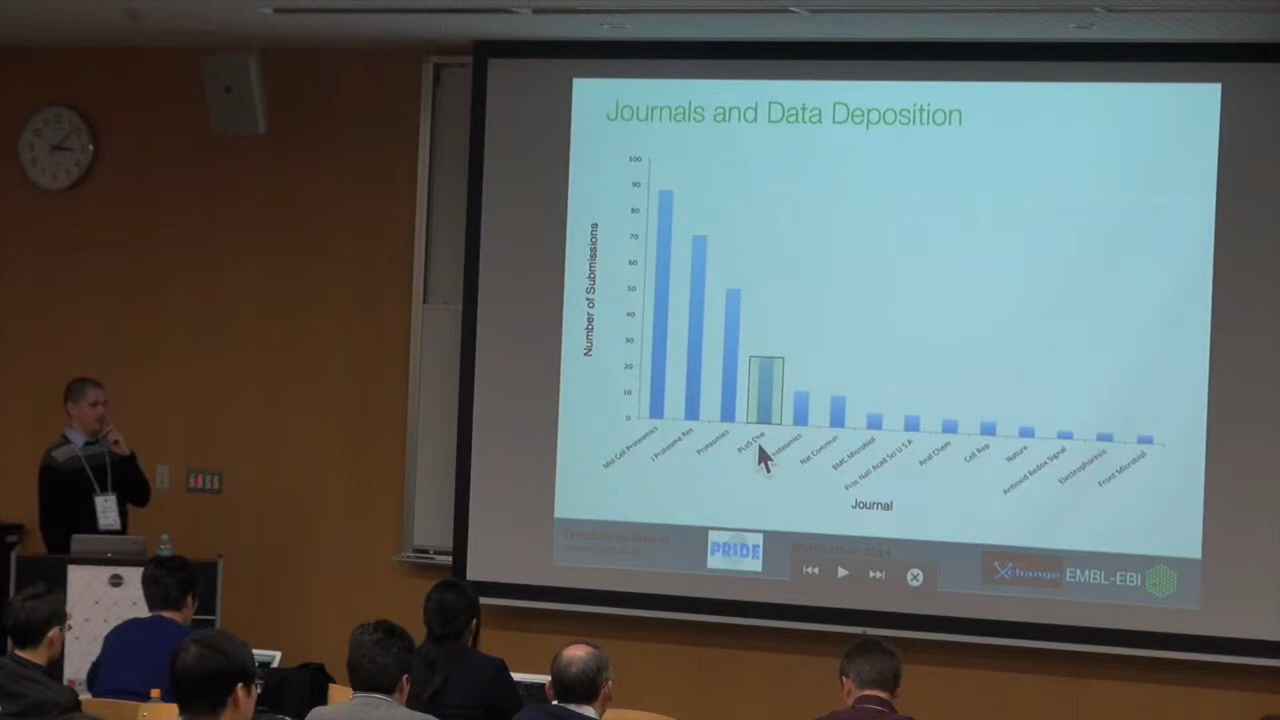 Journals and Data Deposition
Number of Submissions
100
90
80
70
60
50
40
30
20
10
0
Mol Cell Proteomics
J Proteome Res
Proteomics
PLoS One
Proteomics
Nat Commun
BMC Microbiol
Proc Natl Acad Sci U S A
Anal Chem
Cell Rep
Nature
Antioxid Redox Signal
Electrophoresis
Front Microbiol
Journal
PRIDE
Xchange
EMBL-EBI